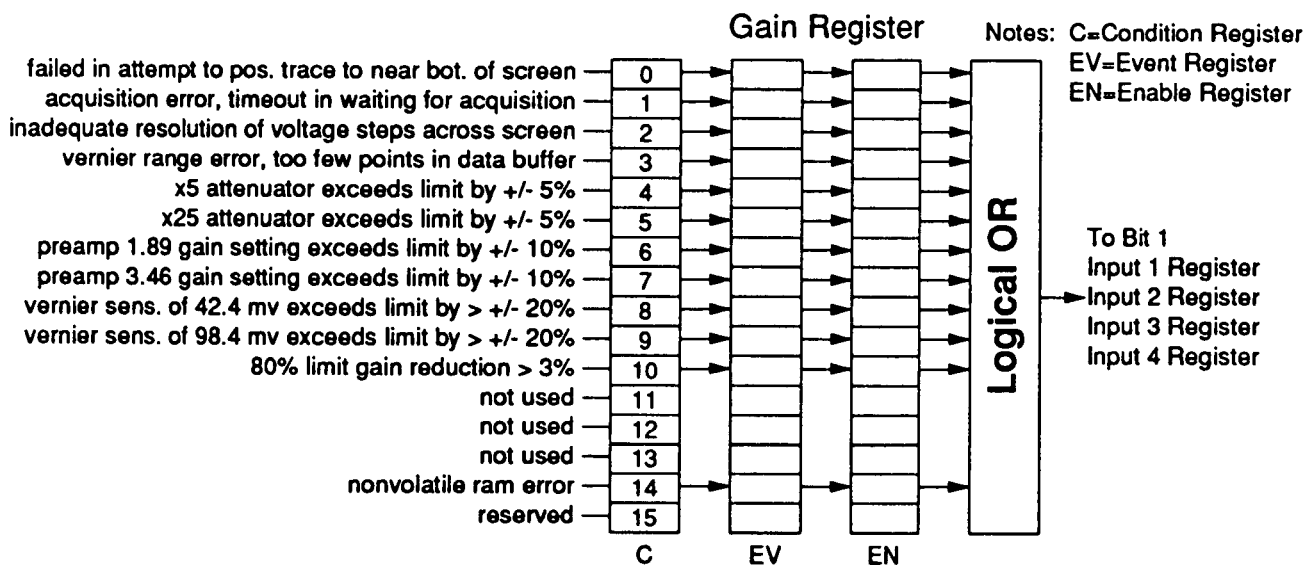 Gain Register
Notes: C=Condition Register
EV=Event Register
EN=Enable Register
failed in attempt to pos. trace to near bot. of screen 0
acquisition error, timeout in waiting for acquisition 1
inadequate resolution of voltage steps across screen 2
vernier range error, too few points in data buffer 3
x5 attenuator exceeds limit by +/- 5% 4
x25 attenuator exceeds limit by +/- 5% 5
preamp 1.89 gain setting exceeds limit by +/- 10% 6
preamp 3.46 gain setting exceeds limit by +/- 10% 7
vernier sens. of 42.4 mv exceeds limit by > +/- 20% 8
vernier sens. of 98.4 mv exceeds limit by > +/- 20% 9
80% limit gain reduction > 3% 10
not used 11
not used 12
not used 13
nonvolatile ram error 14
reserved 15
C EV EN
Logical OR
To Bit 1
Input 1 Register
Input 2 Register
Input 3 Register
Input 4 Register